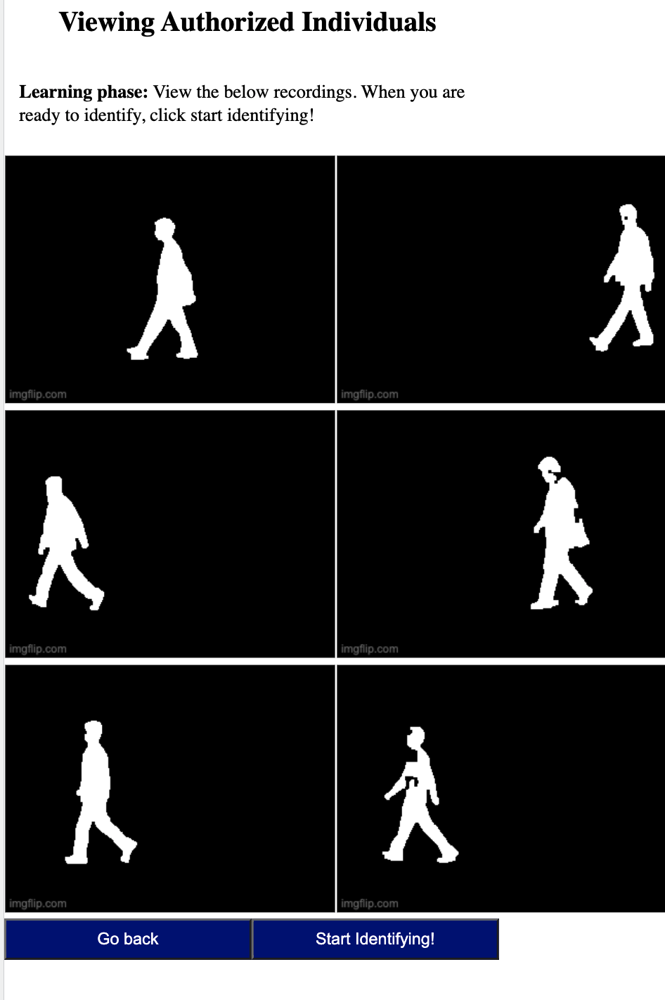 Viewing Authorized Individuals
Learning phase: View the below recordings. When you are
ready to identify, click start identifying!
imgflip.com
imgflip.com
imgflip.com
imgflip.com
imgflip.com
imgflip.com
Go back
Start Identifying!